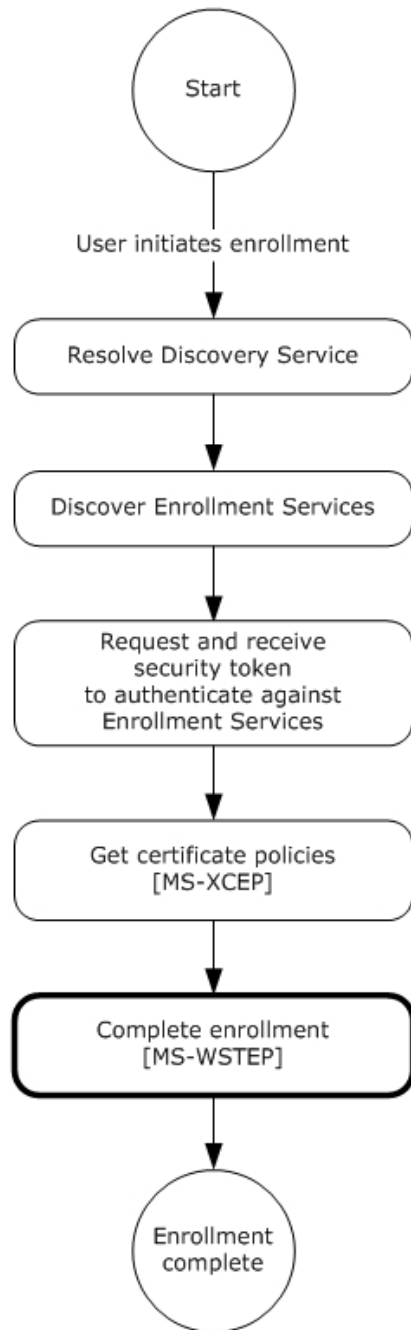 Start
User initiates enrollment
Resolve Discovery Service
Discover Enrollment Services
Request and receive
security token
to authenticate against
Enrollment Services
Get certificate policies
[MS-XCEP]
Complete enrollment
[MS-WSTEP]
Enrollment
complete